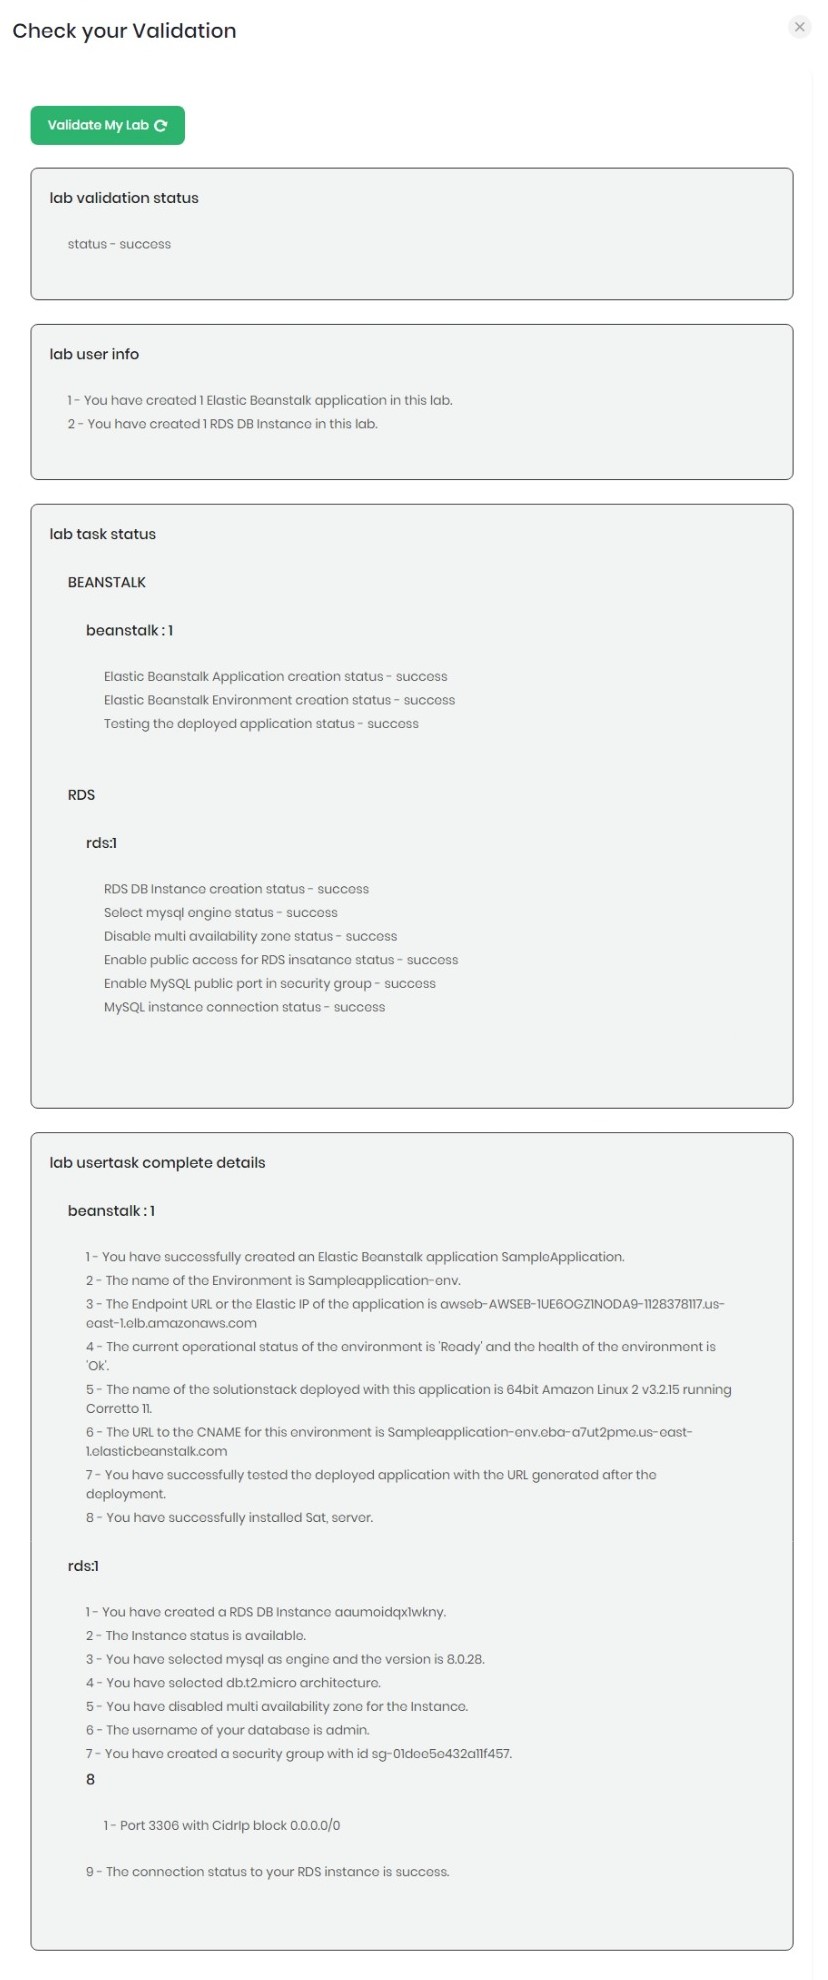 Check your Validation
Validate My Lab
lab validation status
status - success
lab user info
1 - You have created 1 Elastic Beanstalk application in this lab.
2 - You have created 1 RDS DB Instance in this lab.
lab task status
BEANSTALK
beanstalk : 1
Elastic Beanstalk Application creation status - success
Elastic Beanstalk Environment creation status - success
Testing the deployed application status - success
RDS
rds:1
RDS DB Instance creation status - success
Select mysql engine status - success
Disable multi availability zone status - success
Enable public access for RDS insatance status - success
Enable MySQL public port in security group - success
MySQL instance connection status - success
lab usertask complete details
beanstalk : 1
1 - You have successfully created an Elastic Beanstalk application SampleApplication.
2 - The name of the Environment is Sampleapplication-env.
3 - The Endpoint URL or the Elastic IP of the application is awseb-AWSEB-1UE6OGZ1NODA9-1128378117.us-
east-1.elb.amazonaws.com
4 - The current operational status of the environment is 'Ready' and the health of the environment is
'Ok'.
5 - The name of the solutionstack deployed with this application is 64bit Amazon Linux 2 v3.2.15 running
Corretto 11.
6 - The URL to the CNAME for this environment is Sampleapplication-env.eba-a7ut2pme.us-east-
1.elasticbeanstalk.com
7 - You have successfully tested the deployed application with the URL generated after the
deployment.
8 - You have successfully installed Sat, server.
rds:1
1 - You have created a RDS DB Instance aaumoidqx1wkny.
2 - The Instance status is available.
3 - You have selected mysql as engine and the version is 8.0.28.
4 - You have selected db.t2.micro architecture.
5 - You have disabled multi availability zone for the Instance.
6 - The username of your database is admin.
7 - You have created a security group with id sg-01dee5e432a11f457.
8
1 - Port 3306 with CidrIp block 0.0.0.0/0
9 - The connection status to your RDS instance is success.